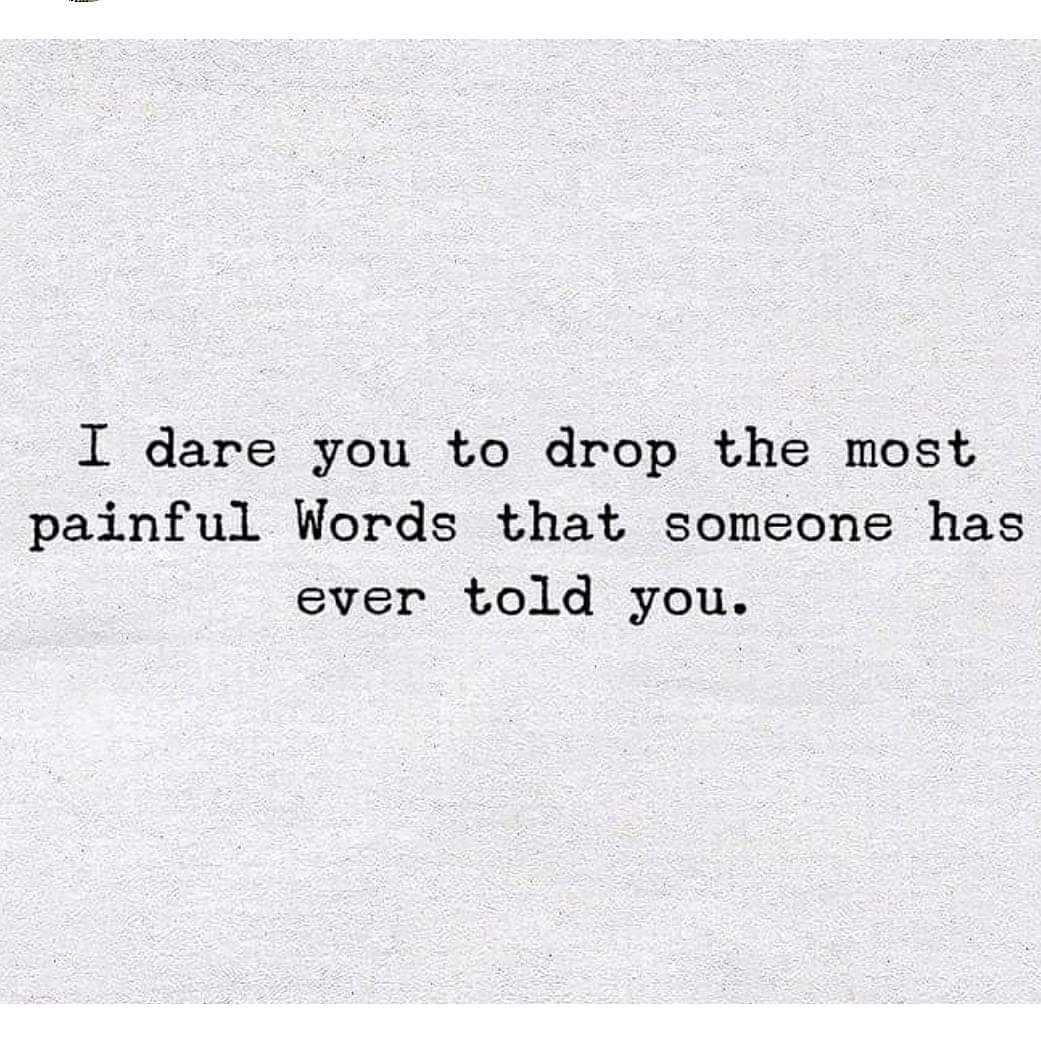 I dare you to drop the most
painful Words that someone has
ever told you.